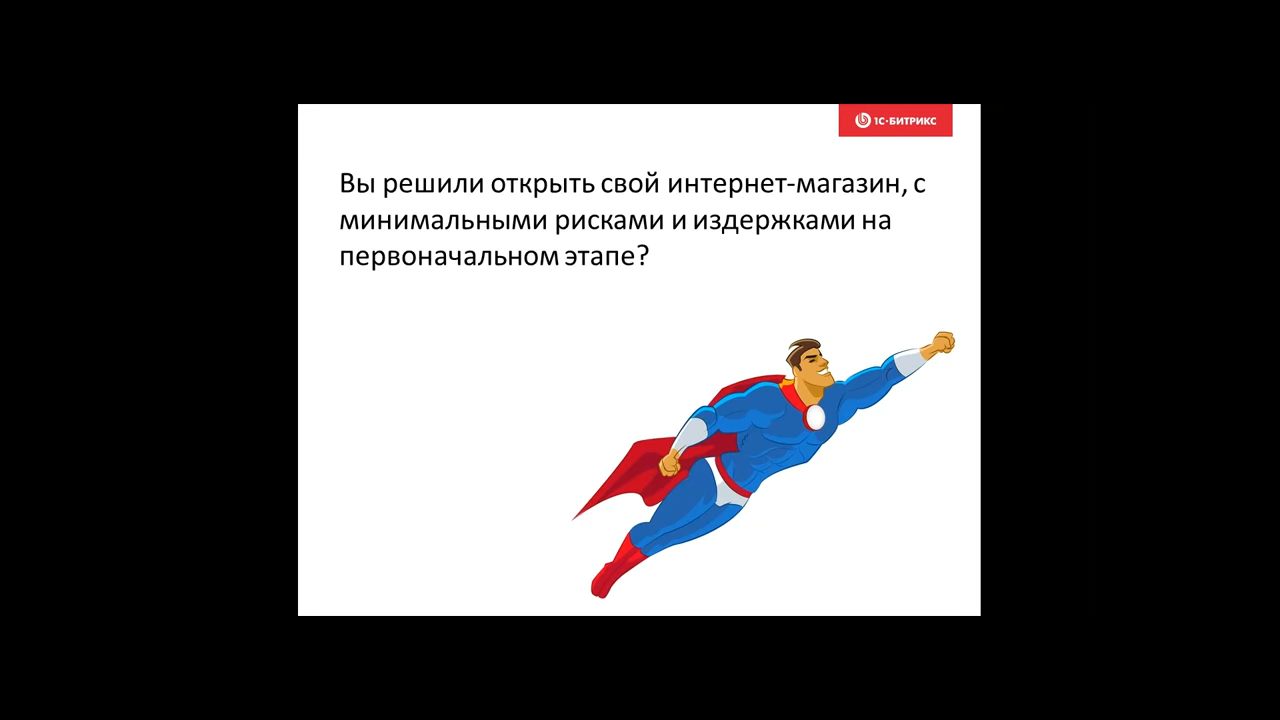 1С·БИТРИКС
Вы решили открыть свой интернет-магазин, с
минимальными рисками и издержками на
первоначальном этапе?